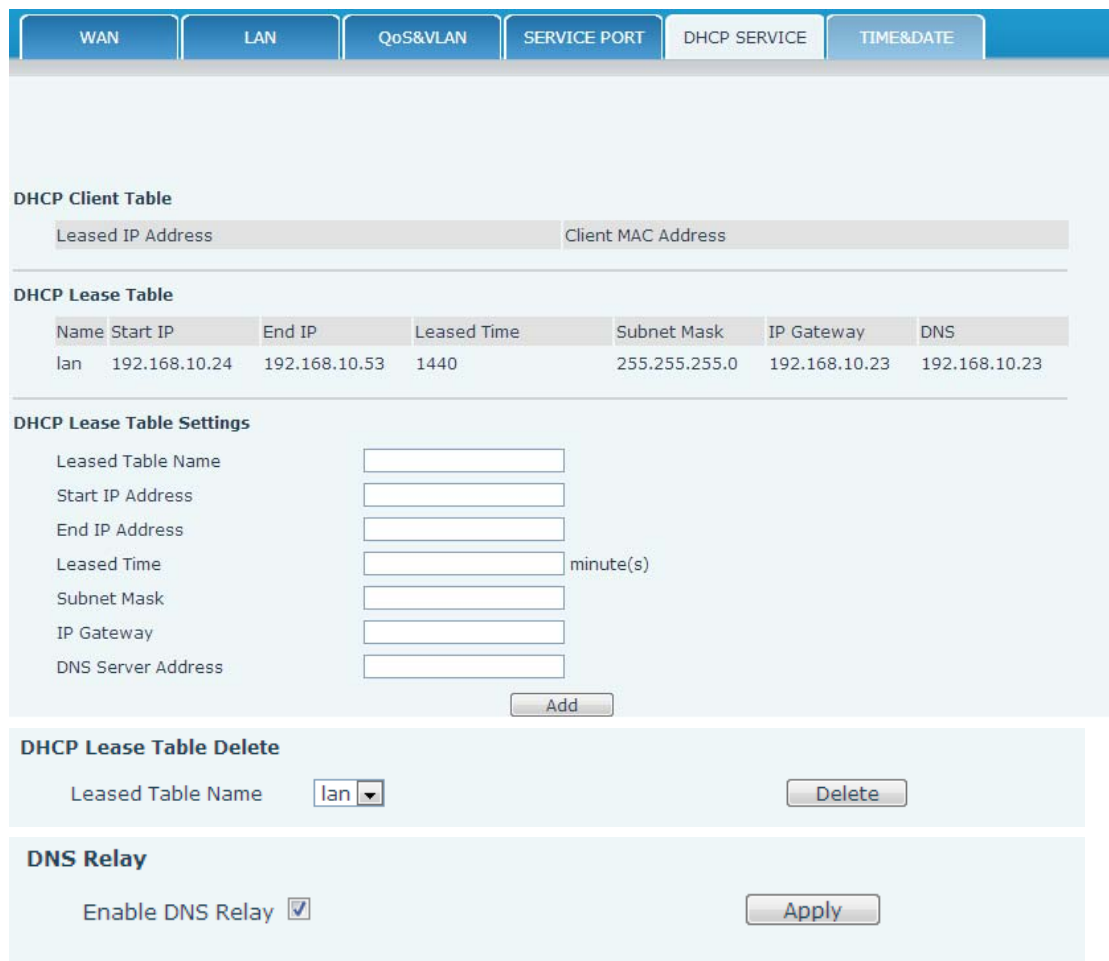 WAN LAN QoS&VLAN SERVICE PORT DHCP SERVICE TIME&DATE
DHCP Client Table
Leased IP Address Client MAC Address
DHCP Lease Table
Name Start IP End IP Leased Time Subnet Mask IP Gateway DNS
lan 192.168.10.24 192.168.10.53 1440 255.255.255.0 192.168.10.23 192.168.10.23
DHCP Lease Table Settings
Leased Table Name
Start IP Address
End IP Address
Leased Time minute(s)
Subnet Mask
IP Gateway
DNS Server Address
Add
DHCP Lease Table Delete
Leased Table Name lan Delete
DNS Relay
Enable DNS Relay Apply